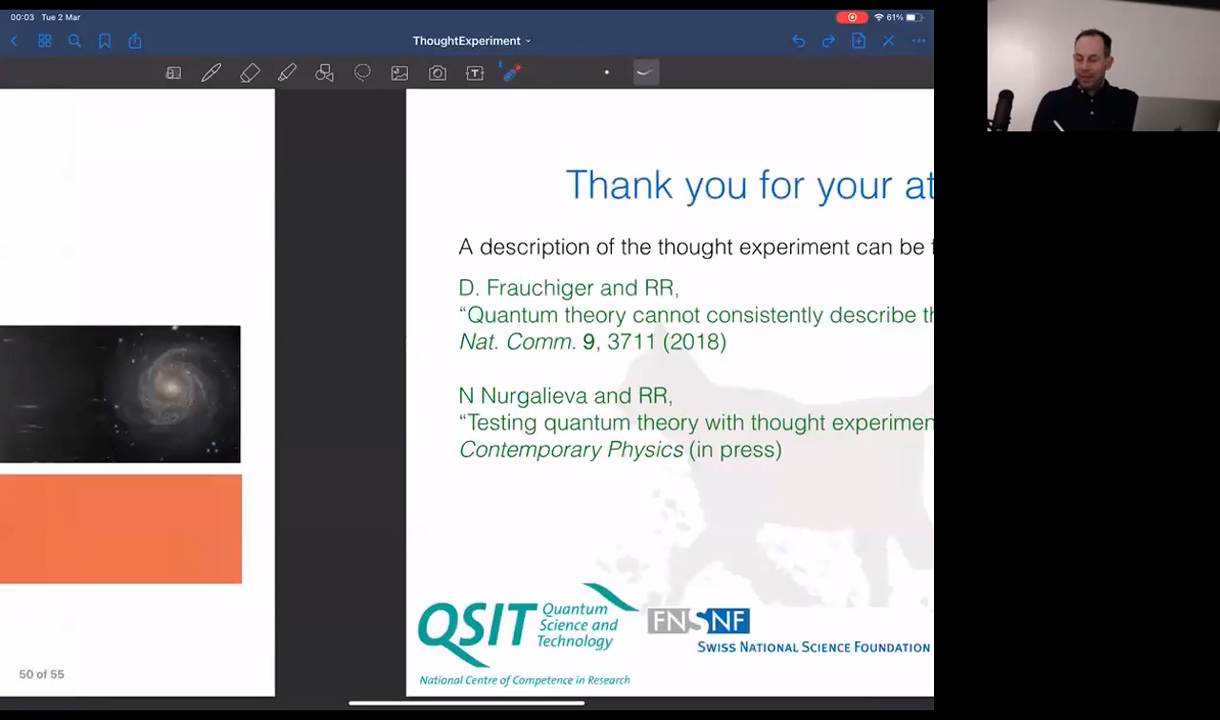 00:03 Tue 2 Mar
61%
ThoughtExperiment
T
Thank you for your at
A description of the thought experiment can be
D. Frauchiger and RR,
“Quantum theory cannot consistently describe th
Nat. Comm. 9, 3711 (2018)
N Nurgalieva and RR,
“Testing quantum theory with thought experimen
Contemporary Physics (in press)
QSIT Quantum
Science and
Technology
National Centre of Competence in Research
FNSNF
SWISS NATIONAL SCIENCE FOUNDATION
50 of 55